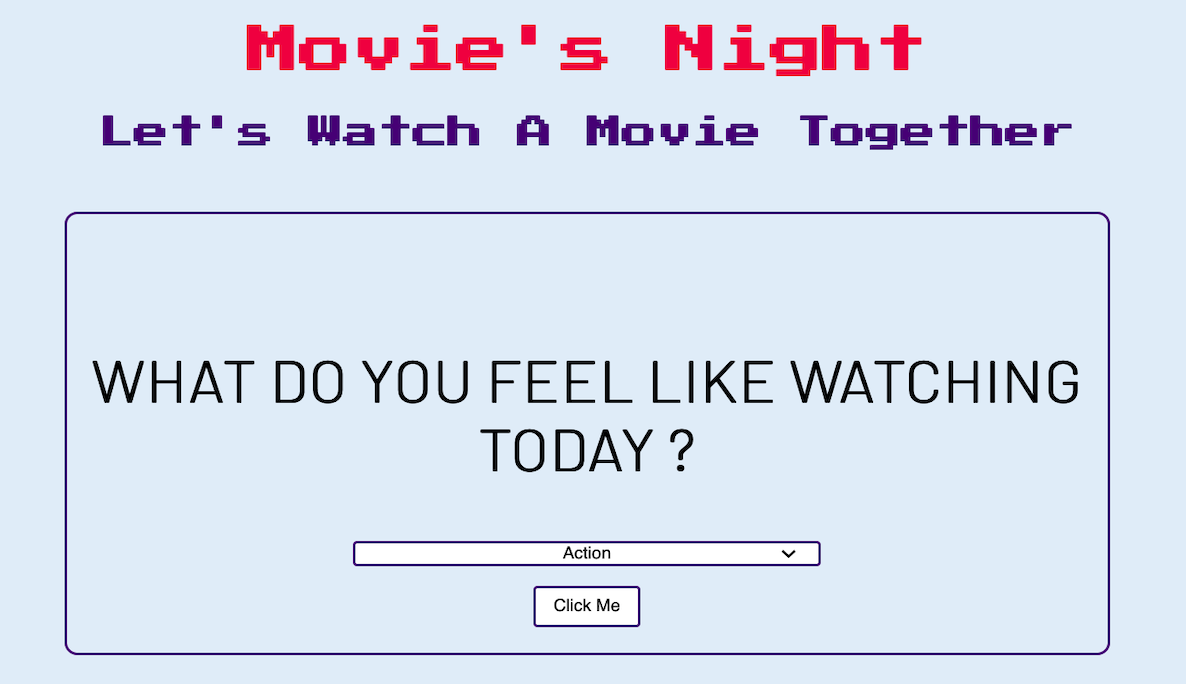 Movie's Night
Let's Watch A Movie Together
WHAT DO YOU FEEL LIKE WATCHING
TODAY ?
Action
Click Me